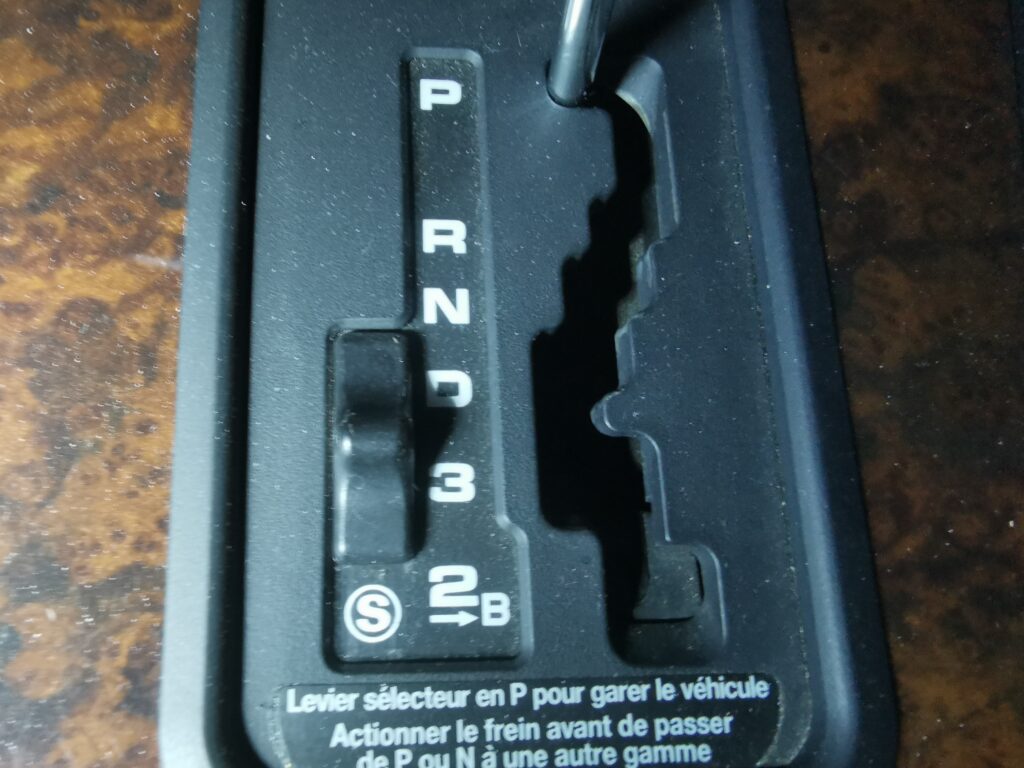 P
R
N
D
3
2
→B
S
Levier sélecteur en P pour garer le véhicule
Actionner le frein avant de passer
de P ou N à une autre gamme